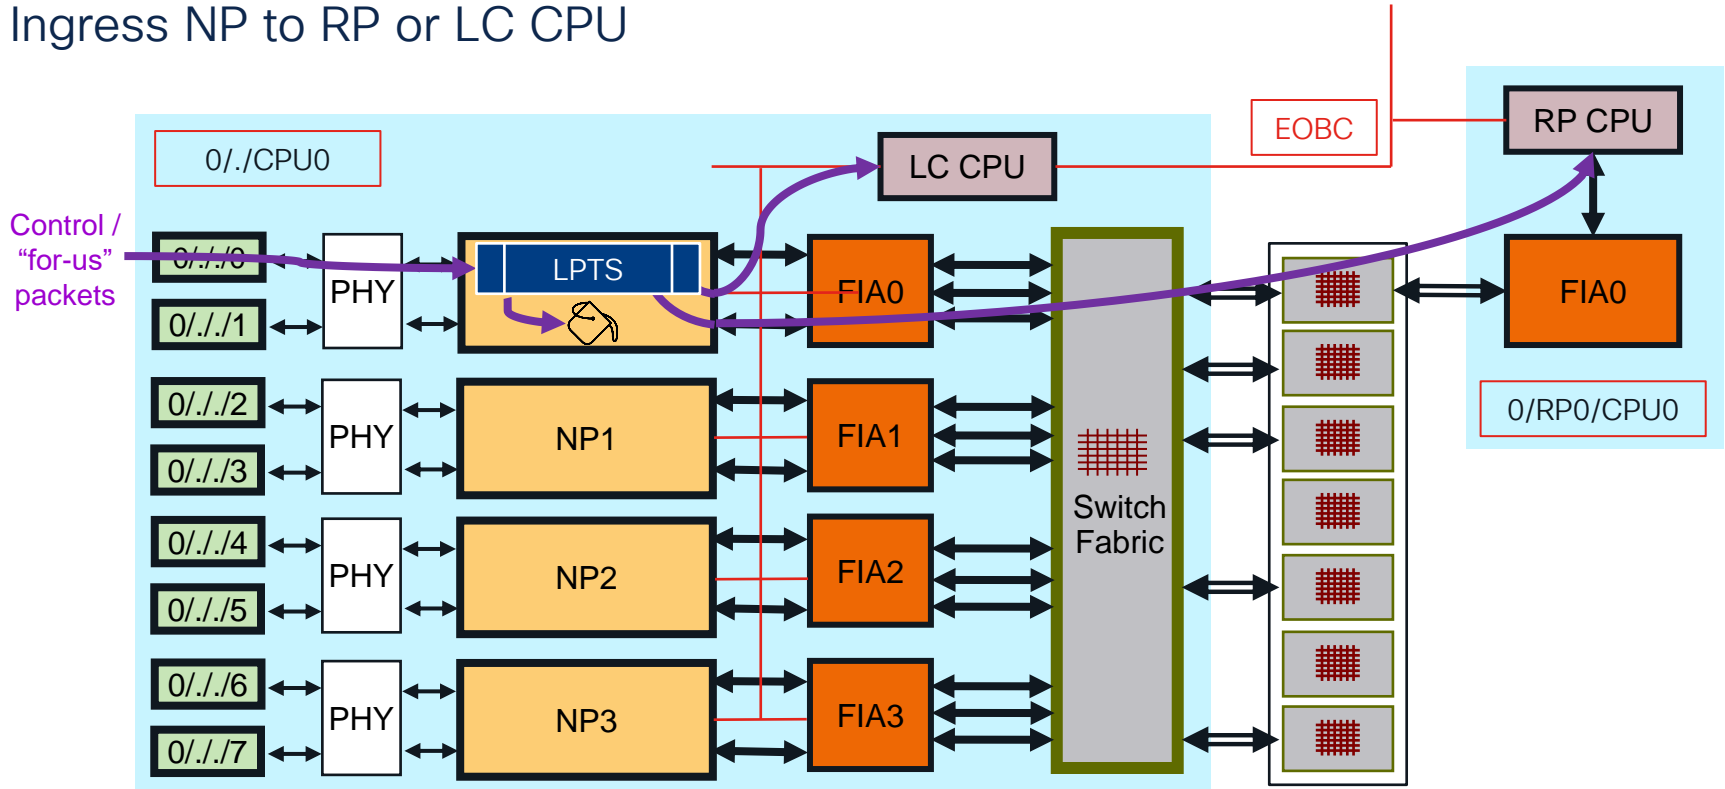 Ingress NP to RP or LC CPU
0/./CPU0
EOBC
RP CPU
LC CPU
Control /
“for-us”
packets
0/././0
0/././1
PHY
LPTS
FIA0
FIA0
0/RP0/CPU0
0/././2
0/././3
PHY
NP1
FIA1
Switch
Fabric
0/././4
0/././5
PHY
NP2
FIA2
0/././6
0/././7
PHY
NP3
FIA3